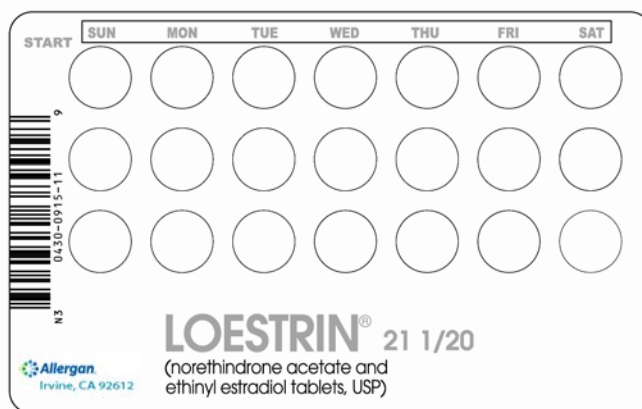 START SUN MON TUE WED THU FRI SAT
9
0430-0915-11
N3
LOESTRIN® 21 1/20
(norethindrone acetate and
ethinyl estradiol tablets, USP)
Allergan
Irvine, CA 92612